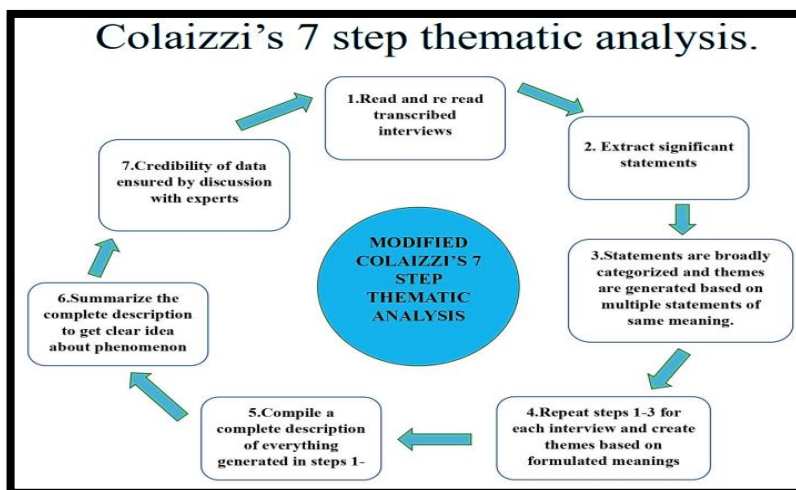 Colaizzi's 7 step thematic analysis.
1.Read and re read
transcribed
interviews
2. Extract significant
statements
3.Statements are broadly
categorized and themes
are generated based on
multiple statements of
same meaning.
4.Repeat steps 1-3 for
each interview and create
themes based on
formulated meanings
5.Compile a
complete description
of everything
generated in steps 1-
6.Summarize the
complete description
to get clear idea
about phenomenon
7.Credibility of data
ensured by discussion
with experts
MODIFIED
COLAIZZI'S 7
STEP
THEMATIC
ANALYSIS